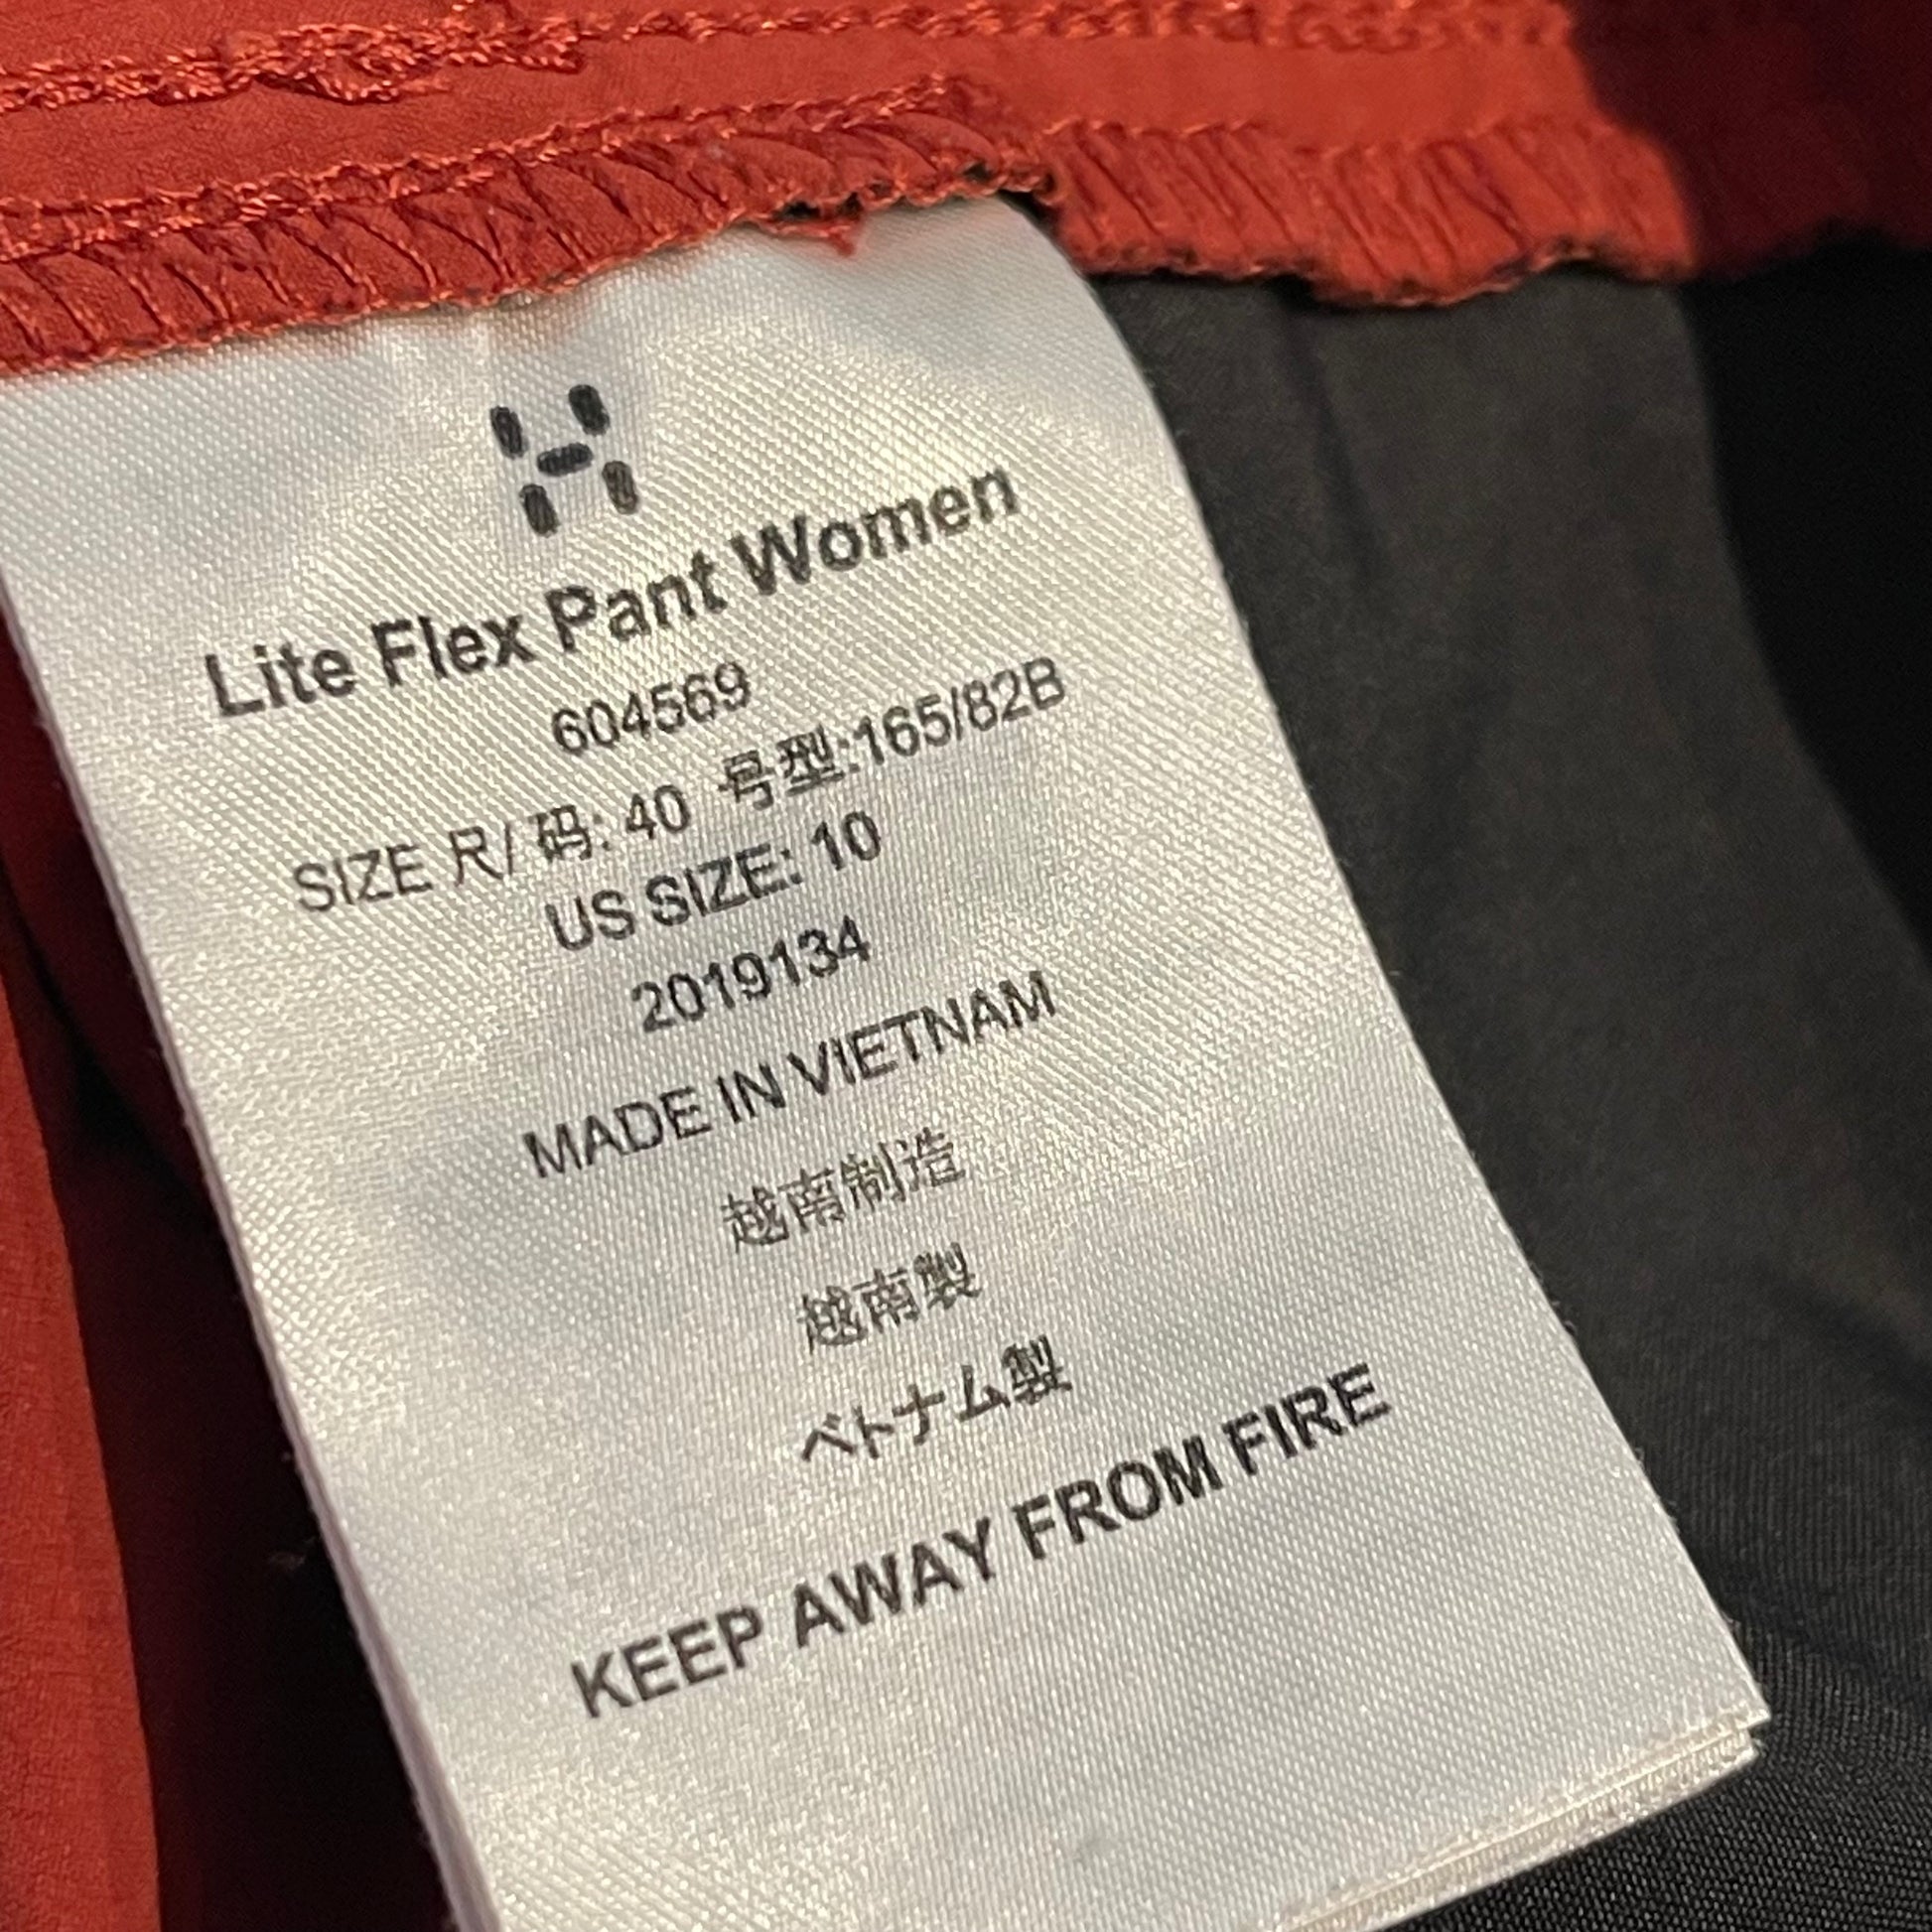 H
Lite Flex Pant Women
604569
SIZE 尺/ 码: 40 号型:165/82B
US SIZE: 10
2019134
MADE IN VIETNAM
越南制造
越南製
ベトナム製
KEEP AWAY FROM FIRE